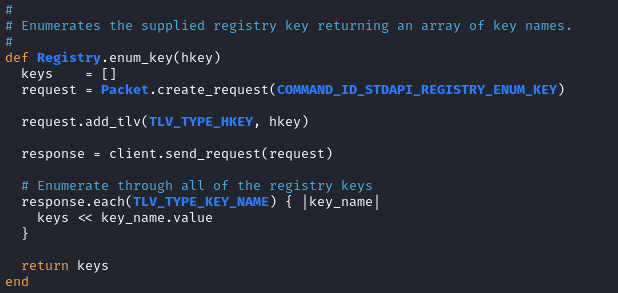 #
# Enumerates the supplied registry key returning an array of key names.
#
def Registry.enum_key(hkey)
  keys    = []
  request = Packet.create_request(COMMAND_ID_STDAPI_REGISTRY_ENUM_KEY)

  request.add_tlv(TLV_TYPE_HKEY, hkey)

  response = client.send_request(request)

  # Enumerate through all of the registry keys
  response.each(TLV_TYPE_KEY_NAME) { |key_name|
    keys << key_name.value
  }

  return keys
end